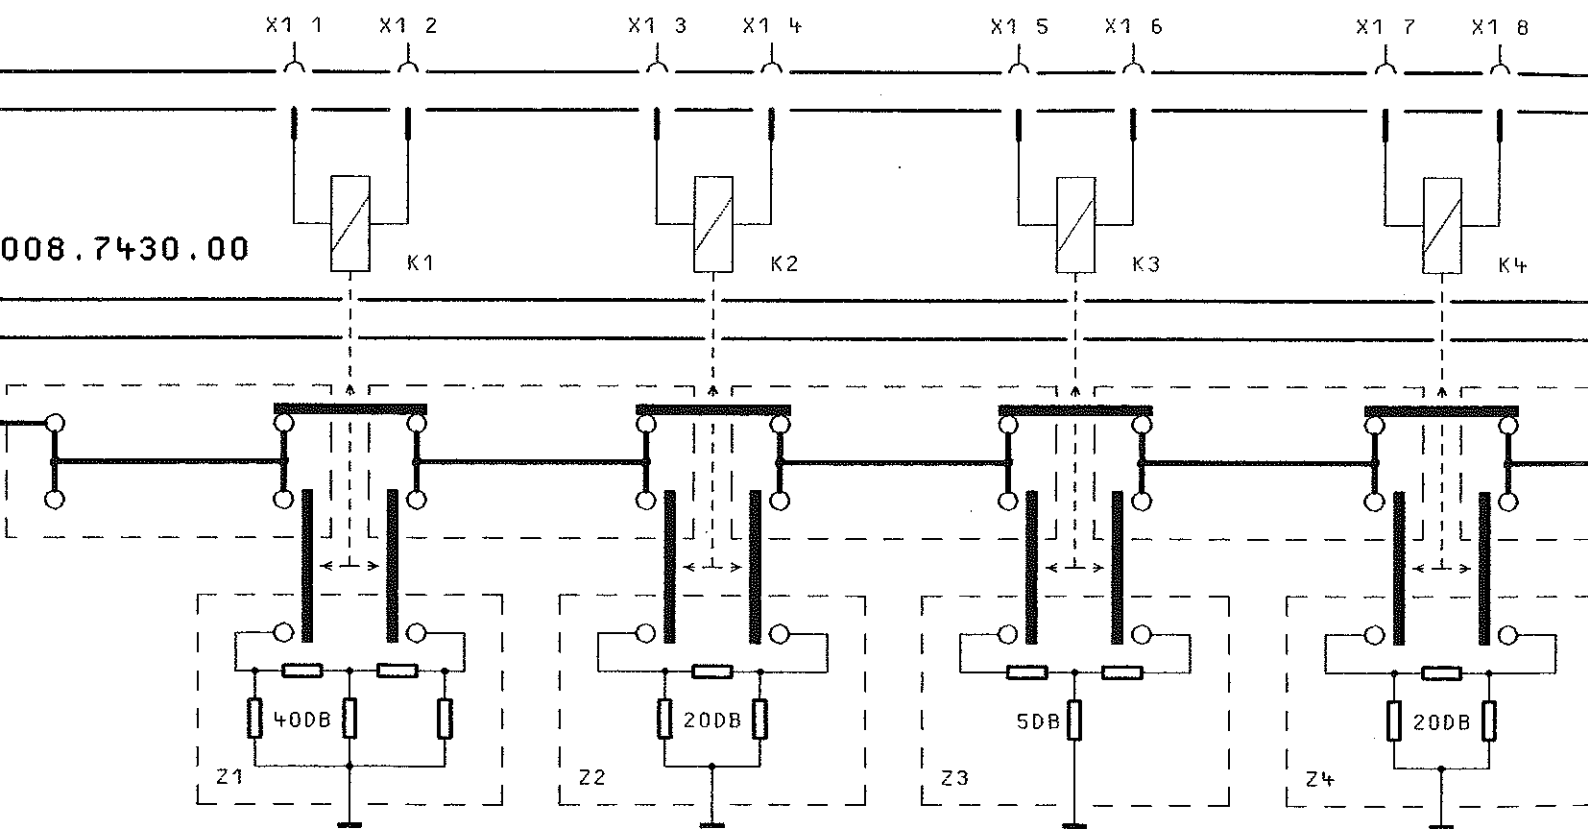 X1 1 X1 2 X1 3 X1 4 X1 5 X1 6 X1 7 X1 8
008.7430.00 K1 K2 K3 K4
40DB 20DB 5DB 20DB
Z1 Z2 Z3 Z4